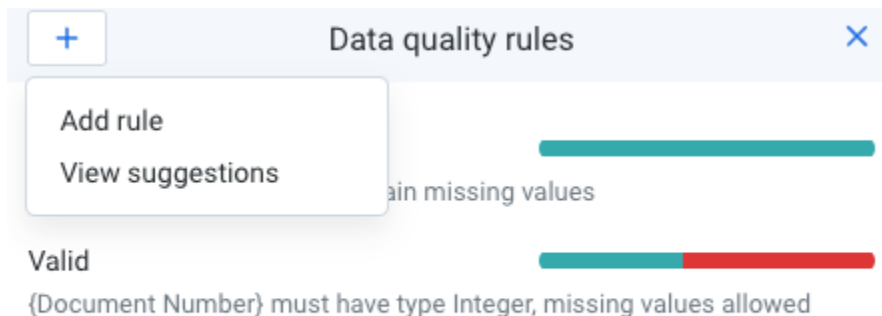 +
Data quality rules
Add rule
View suggestions
missing values
Valid
{Document Number} must have type Integer, missing values allowed